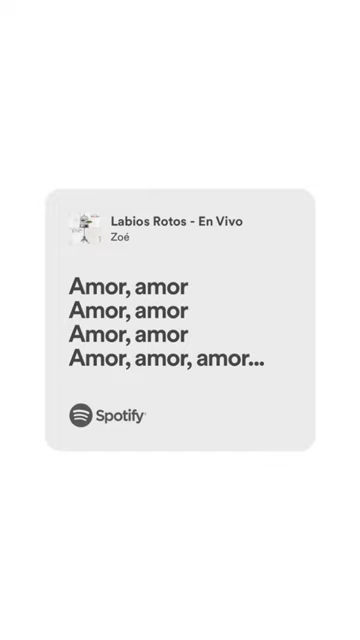 Labios Rotos - En Vivo
Zoé
Amor, amor
Amor, amor
Amor, amor
Amor, amor, amor...
Spotify